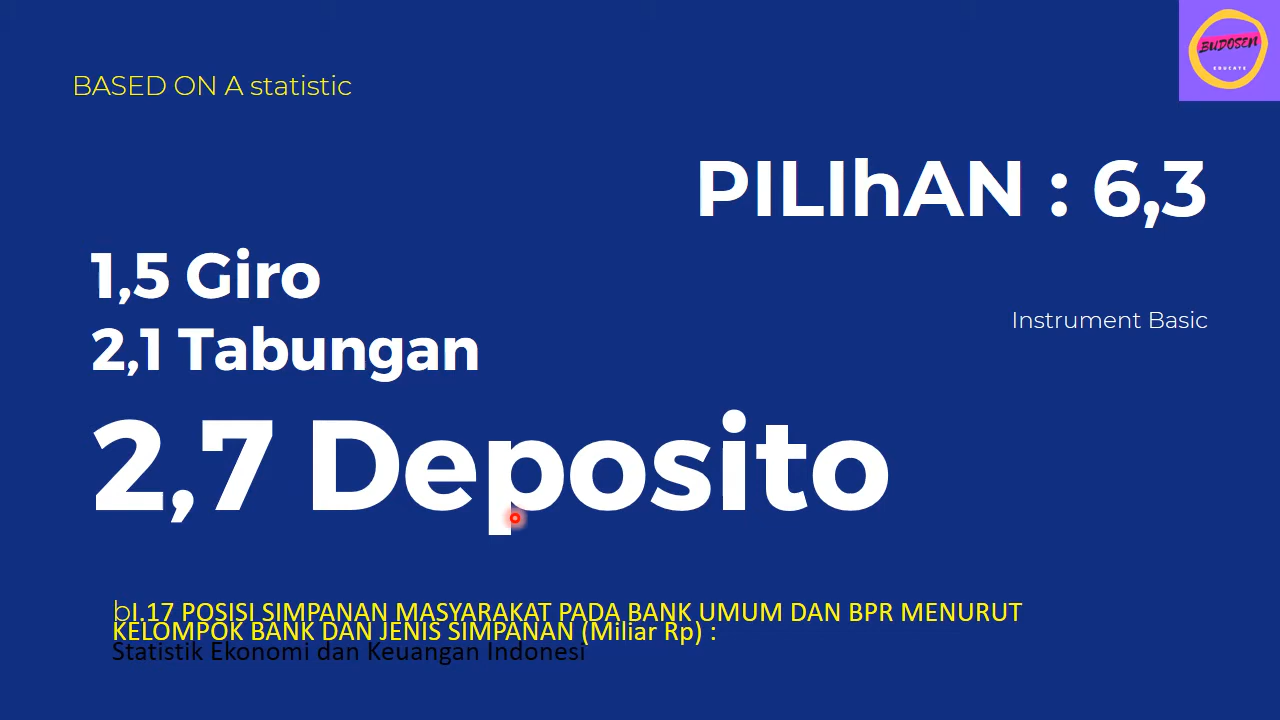 BUDOSEN
EDUCATE
BASED ON A statistic
PILIhAN : 6,3
1,5 Giro
Instrument Basic
2,1 Tabungan
2,7 Deposito
bI.17 POSISI SIMPANAN MASYARAKAT PADA BANK UMUM DAN BPR MENURUT
KELOMPOK BANK DAN JENIS SIMPANAN (Miliar Rp) :
Statistik Ekonomi dan Keuangan Indonesi